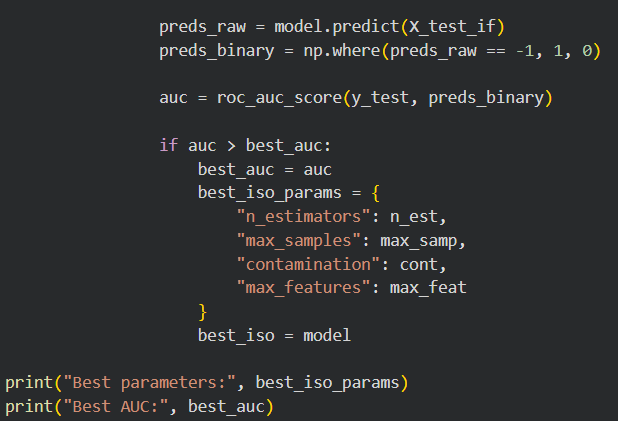 preds_raw = model.predict(X_test_if)
preds_binary = np.where(preds_raw == -1, 1, 0)
auc = roc_auc_score(y_test, preds_binary)
if auc > best_auc:
best_auc = auc
best_iso_params = {
"n_estimators": n_est,
"max_samples": max_samp,
"contamination": cont,
"max_features": max_feat
}
best_iso = model
print("Best parameters:", best_iso_params)
print("Best AUC:", best_auc)